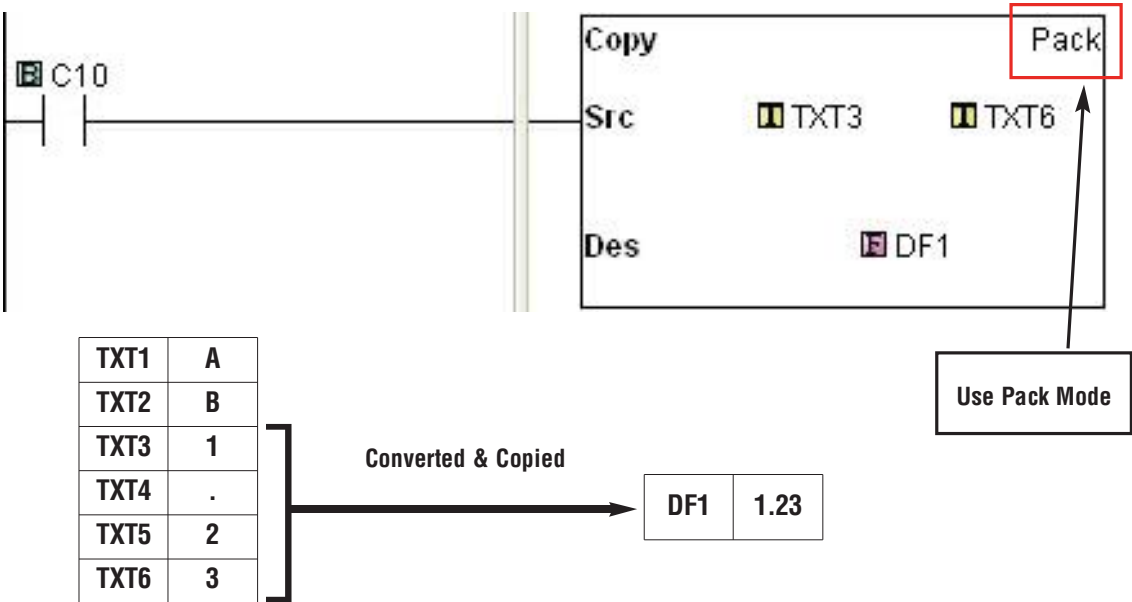 Copy Pack
B C10
Src T TXT3 T TXT6
Des F DF1
Use Pack Mode
TXT1 A
TXT2 B
TXT3 1
TXT4 .
TXT5 2
TXT6 3
Converted & Copied
DF1 1.23